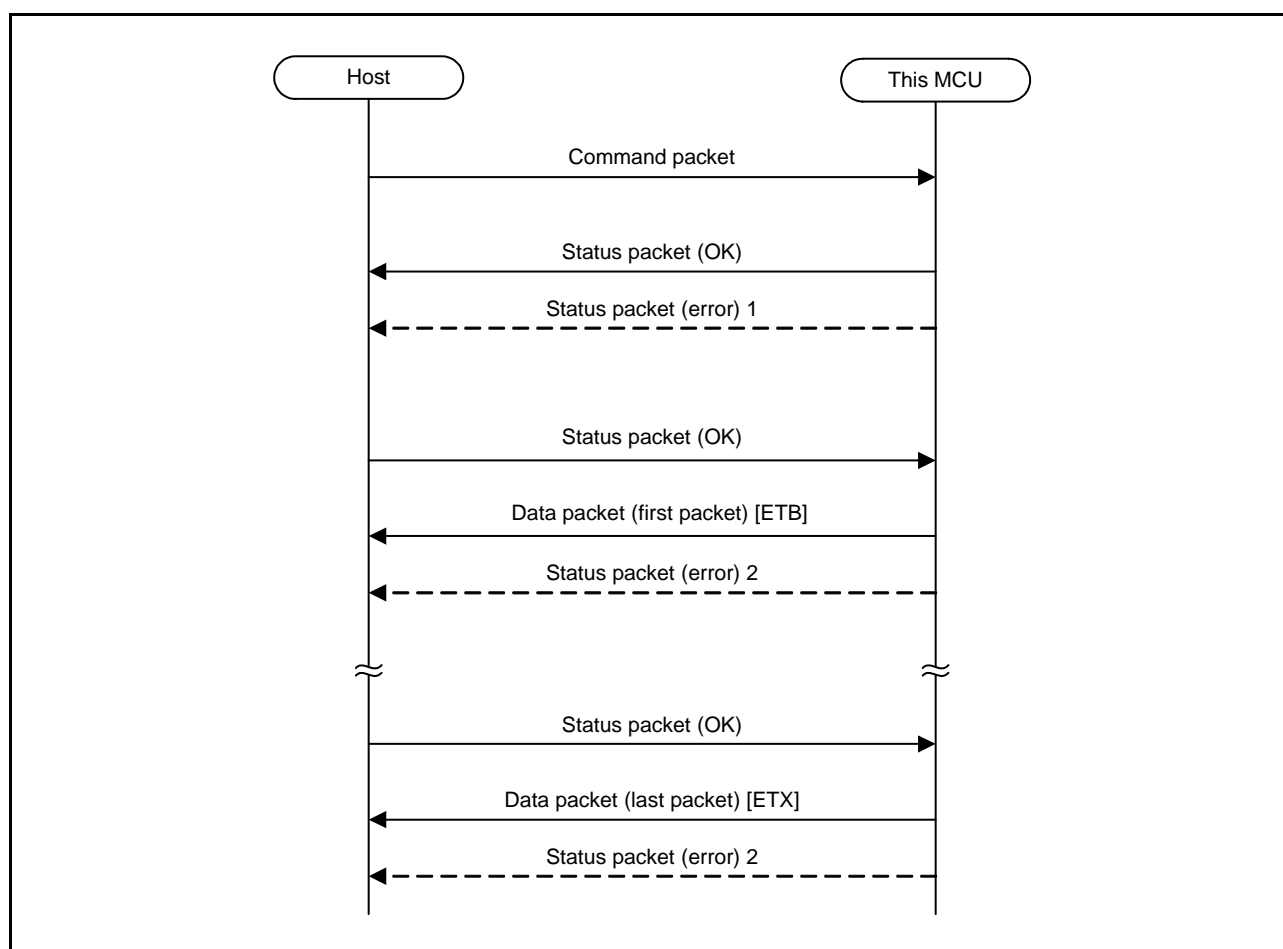 Host
This MCU
Command packet
Status packet (OK)
Status packet (error) 1
Status packet (OK)
Data packet (first packet) [ETB]
Status packet (error) 2
Status packet (OK)
Data packet (last packet) [ETX]
Status packet (error) 2